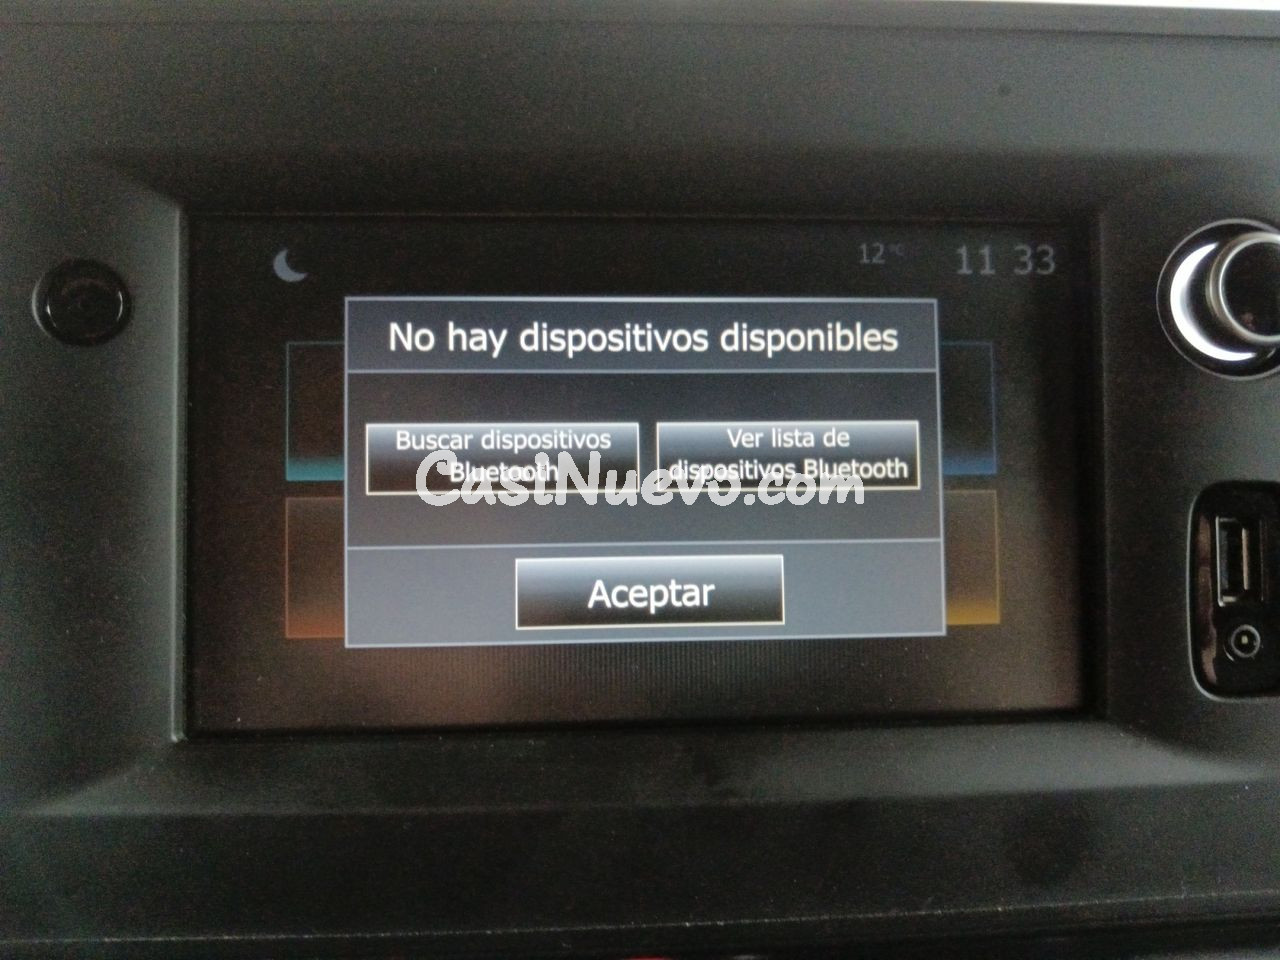 12 °C 11 33
No hay dispositivos disponibles
Buscar dispositivos
Bluetooth
Ver lista de
dispositivos Bluetooth
CasiNuevo.com
Aceptar